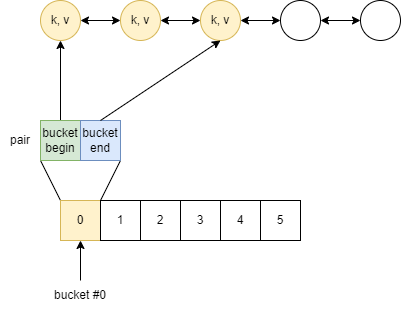 k, v k, v k, v
pair
bucket begin
bucket end
0 1 2 3 4 5
bucket #0